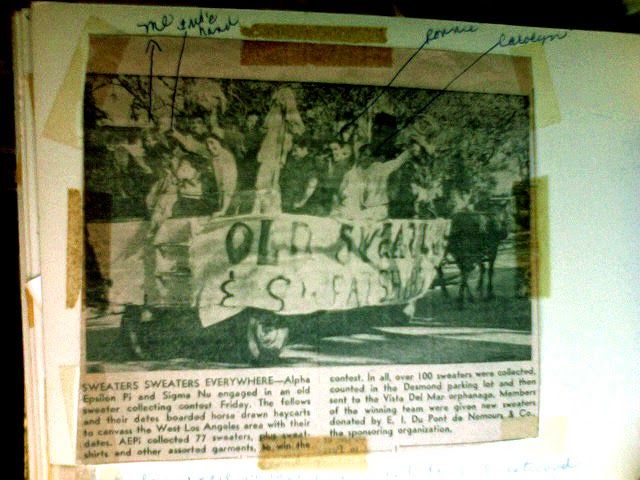 me
hand
Carolyn
OLD SWEATERS
&
SWEATERS SWEATERS EVERYWHERE—Alpha
Epsilon Pi and Sigma Nu engaged in an old
sweater collecting contest Friday. The fellows
and their dates boarded horse drawn haycarts
to canvass the West Los Angeles area with their
dates. AEPi collected 77 sweaters, plus sweat-
shirts and other assorted garments, to win the
contest. In all, over 100 sweaters were collected,
counted in the Desmond parking lot and then
sent to the Vista Del Mar orphanage. Members
of the winning team were given new sweaters
donated by E. I. Du Pont de Nemours & Co.,
the sponsoring organization.